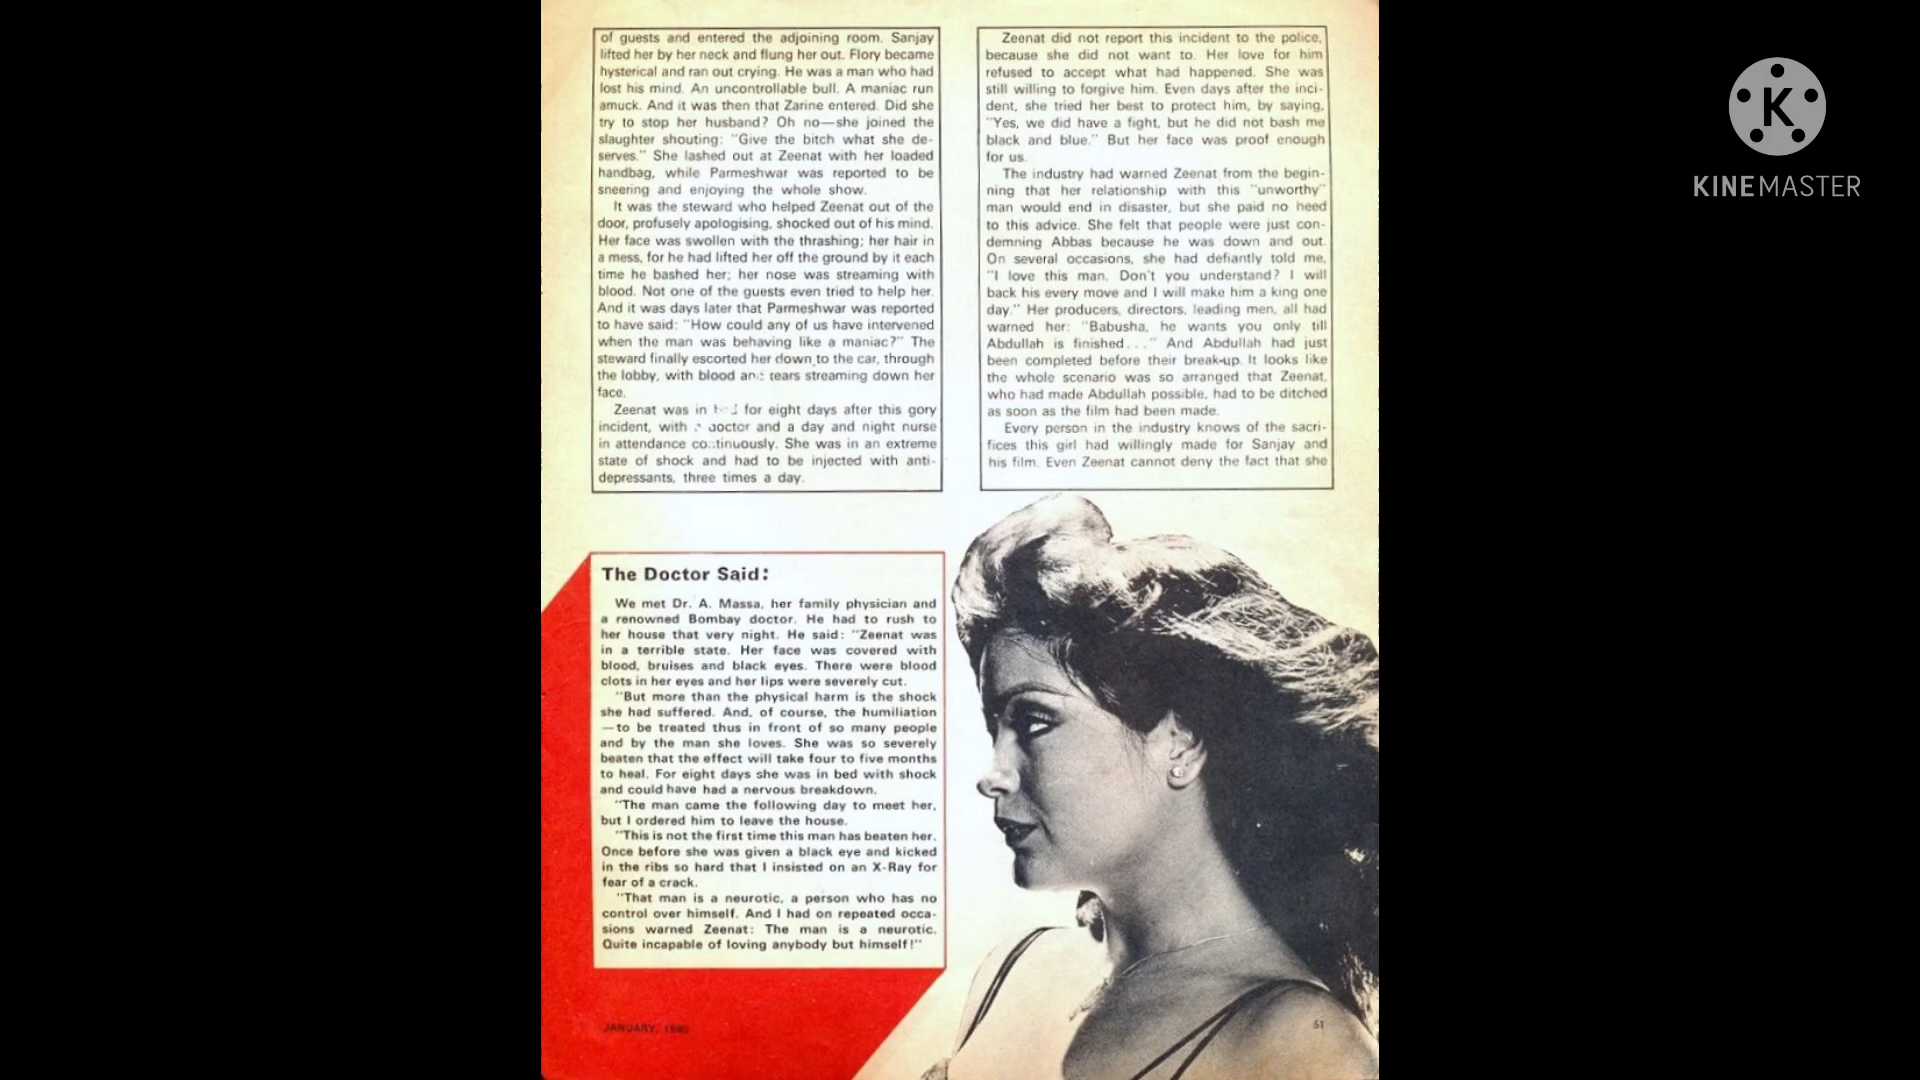 of guests and entered the adjoining room. Sanjay
lifted her by her neck and flung her out. Flory became
hysterical and ran out crying. He was a man who had
lost his mind. An uncontrollable bull. A maniac run
amuck. And it was then that Zarine entered. Did she
try to stop her husband? Oh no—she joined the
slaughter shouting: "Give the bitch what she de-
serves." She lashed out at Zeenat with her loaded
handbag, while Parmeshwar was reported to be
sneering and enjoying the whole show.
It was the steward who helped Zeenat out of the
door, profusely apologising, shocked out of his mind.
Her face was swollen with the thrashing; her hair in
a mess, for he had lifted her off the ground by it each
time he bashed her; her nose was streaming with
blood. Not one of the guests even tried to help her.
And it was days later that Parmeshwar was reported
to have said: "How could any of us have intervened
when the man was behaving like a maniac?" The
steward finally escorted her down to the car, through
the lobby, with blood and tears streaming down her
face.
Zeenat was in bed for eight days after this gory
incident, with a doctor and a day and night nurse
in attendance continuously. She was in an extreme
state of shock and had to be injected with anti-
depressants, three times a day.
Zeenat did not report this incident to the police,
because she did not want to. Her love for him
refused to accept what had happened. She was
still willing to forgive him. Even days after the inci-
dent, she tried her best to protect him, by saying,
"Yes, we did have a fight, but he did not bash me
black and blue." But her face was proof enough
for us.
The industry had warned Zeenat from the begin-
ning that her relationship with this "unworthy"
man would end in disaster, but she paid no heed
to this advice. She felt that people were just con-
demning Abbas because he was down and out.
On several occasions, she had defiantly told me,
"I love this man. Don't you understand? I will
back his every move and I will make him a king one
day." Her producers, directors, leading men, all had
warned her: "Babusha, he wants you only till
Abdullah is finished..." And Abdullah had just
been completed before their break-up. It looks like
the whole scenario was so arranged that Zeenat,
who had made Abdullah possible, had to be ditched
as soon as the film had been made.
Every person in the industry knows of the sacri-
fices this girl had willingly made for Sanjay and
his film. Even Zeenat cannot deny the fact that she
The Doctor Said:
We met Dr. A. Massa, her family physician and
a renowned Bombay doctor. He had to rush to
her house that very night. He said: "Zeenat was
in a terrible state. Her face was covered with
blood, bruises and black eyes. There were blood
clots in her eyes and her lips were severely cut.
"But more than the physical harm is the shock
she had suffered. And, of course, the humiliation
—to be treated thus in front of so many people
and by the man she loves. She was so severely
beaten that the effect will take four to five months
to heal. For eight days she was in bed with shock
and could have had a nervous breakdown.
"The man came the following day to meet her,
but I ordered him to leave the house.
"This is not the first time this man has beaten her.
Once before she was given a black eye and kicked
in the ribs so hard that I insisted on an X-Ray for
fear of a crack.
"That man is a neurotic, a person who has no
control over himself. And I had on repeated occa-
sions warned Zeenat: The man is a neurotic.
Quite incapable of loving anybody but himself!"
JANUARY, 1980
51
K
KINEMASTER